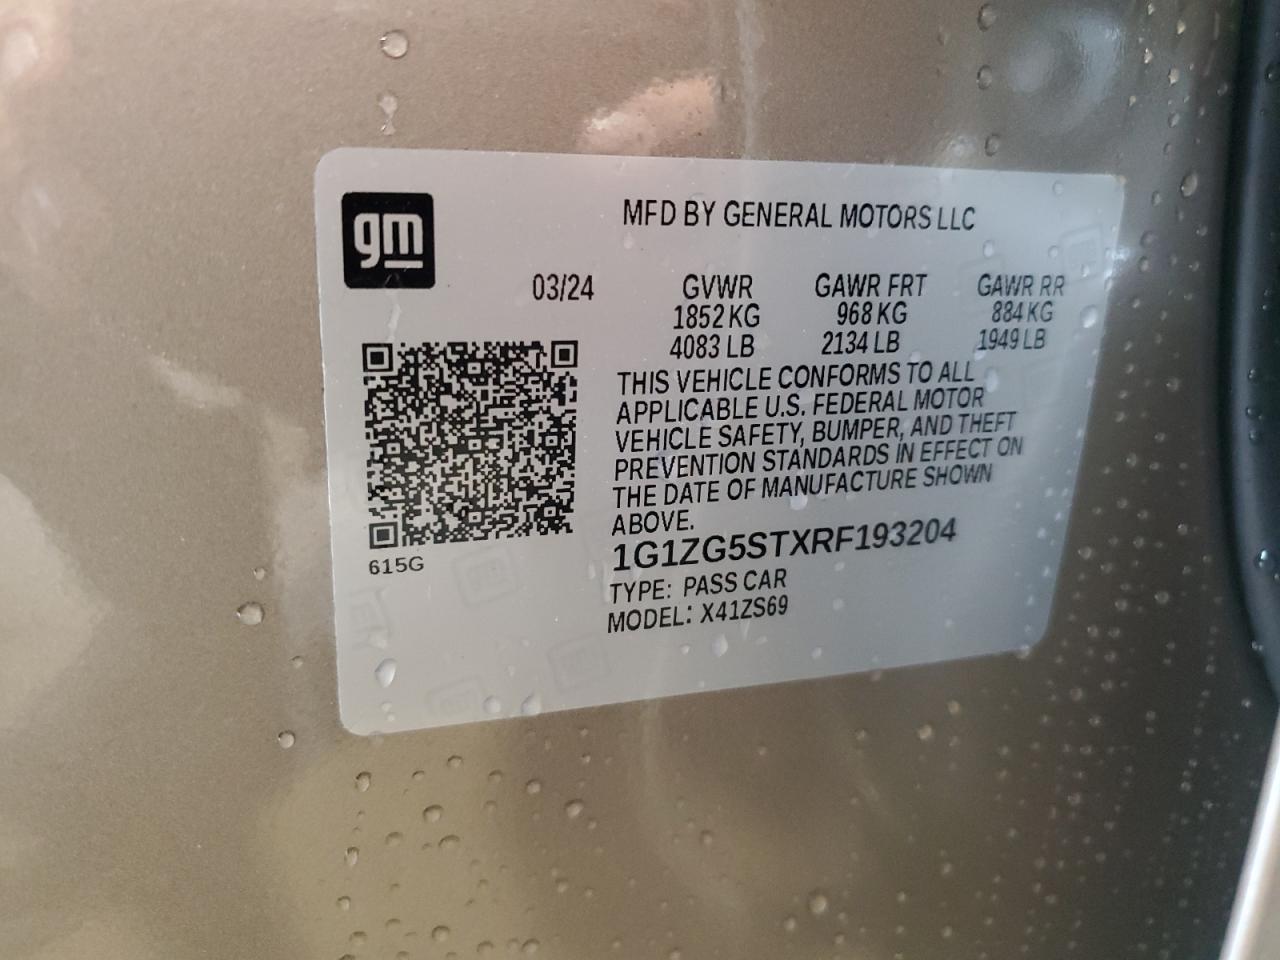 gm
MFD BY GENERAL MOTORS LLC
03/24 GVWR GAWR FRT GAWR RR
1852 KG 968 KG 884 KG
4083 LB 2134 LB 1949 LB
THIS VEHICLE CONFORMS TO ALL
APPLICABLE U.S. FEDERAL MOTOR
VEHICLE SAFETY, BUMPER, AND THEFT
PREVENTION STANDARDS IN EFFECT ON
THE DATE OF MANUFACTURE SHOWN
ABOVE.
1G1ZG5STXRF193204
TYPE: PASS CAR
MODEL: X41ZS69
615G